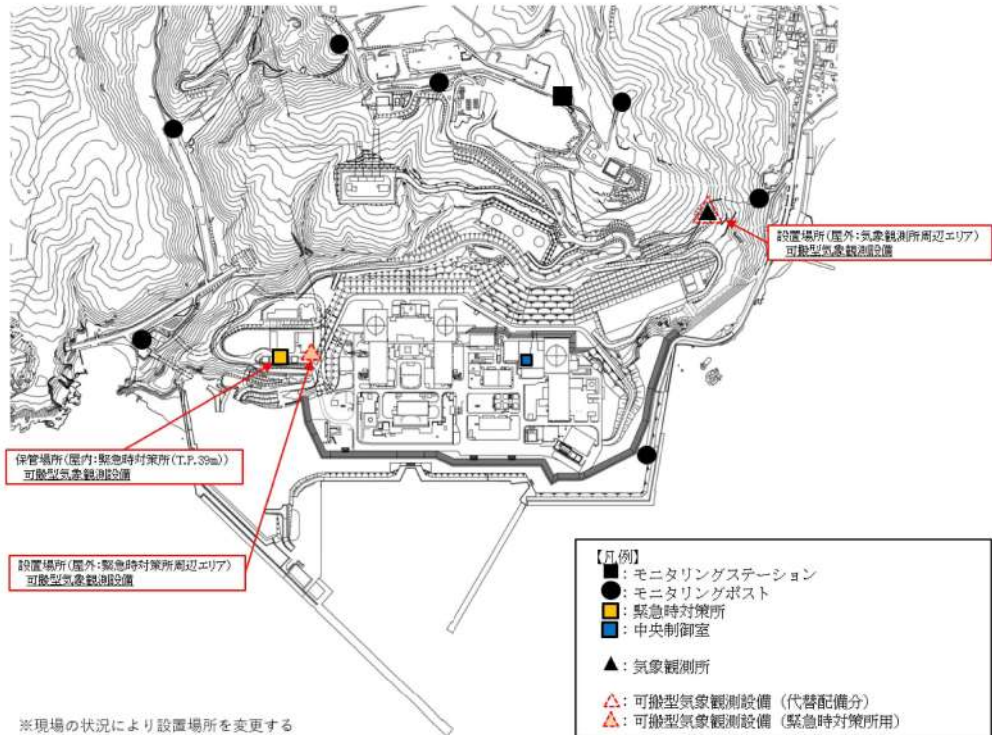 設置場所(屋外:気象観測所周辺エリア)
可搬型気象観測設備
保管場所(屋内:緊急時対策所(T.P.39m))
可搬型気象観測設備
設置場所(屋外:緊急時対策所周辺エリア)
可搬型気象観測設備
【凡例】
■:モニタリングステーション
●:モニタリングポスト
■:緊急時対策所
■:中央制御室
▲:気象観測所
△:可搬型気象観測設備(代替配備分)
△:可搬型気象観測設備(緊急時対策所用)
※現場の状況により設置場所を変更する